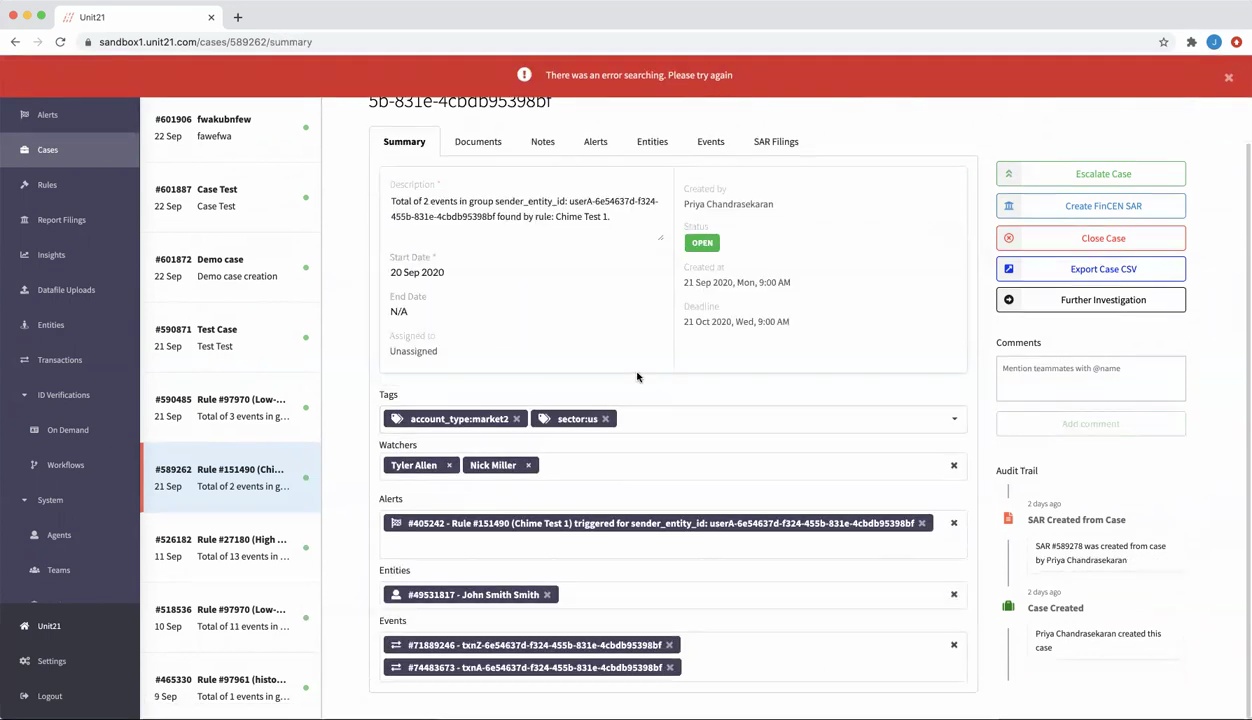 Unit21
sandbox1.unit21.com/cases/589262/summary
J
There was an error searching. Please try again
Alerts
Cases
Rules
Report Filings
Insights
Datafile Uploads
Entities
Transactions
ID Verifications
On Demand
Workflows
System
Agents
Teams
Unit21
Settings
Logout
#601906 fwakubnfew
22 Sep fawefwa
#601887 Case Test
22 Sep Case Test
#601872 Demo case
22 Sep Demo case creation
#590871 Test Case
21 Sep Test Test
#590485 Rule #97970 (Low-...
21 Sep Total of 3 events in g...
#589262 Rule #151490 (Chi...
21 Sep Total of 2 events in g...
#526182 Rule #27180 (High ...
11 Sep Total of 13 events in ...
#518536 Rule #97970 (Low-...
10 Sep Total of 11 events in ...
#465330 Rule #97961 (histo...
9 Sep Total of 1 events in g...
5b-831e-4cbdb95398bf
Summary Documents Notes Alerts Entities Events SAR Filings
Description *
Total of 2 events in group sender_entity_id: userA-6e54637d-f324-
455b-831e-4cbdb95398bf found by rule: Chime Test 1.
Start Date *
20 Sep 2020
End Date
N/A
Assigned to
Unassigned
Created by
Priya Chandrasekaran
Status
OPEN
Created at
21 Sep 2020, Mon, 9:00 AM
Deadline
21 Oct 2020, Wed, 9:00 AM
Tags
account_type:market2 sector:us
Watchers
Tyler Allen Nick Miller
Alerts
#405242 - Rule #151490 (Chime Test 1) triggered for sender_entity_id: userA-6e54637d-f324-455b-831e-4cbdb95398bf
Entities
#49531817 - John Smith Smith
Events
#71889246 - txnZ-6e54637d-f324-455b-831e-4cbdb95398bf
#74483673 - txnA-6e54637d-f324-455b-831e-4cbdb95398bf
Escalate Case
Create FinCEN SAR
Close Case
Export Case CSV
Further Investigation
Comments
Mention teammates with @name
Add comment
Audit Trail
2 days ago
SAR Created from Case
SAR #589278 was created from case
by Priya Chandrasekaran
2 days ago
Case Created
Priya Chandrasekaran created this
case